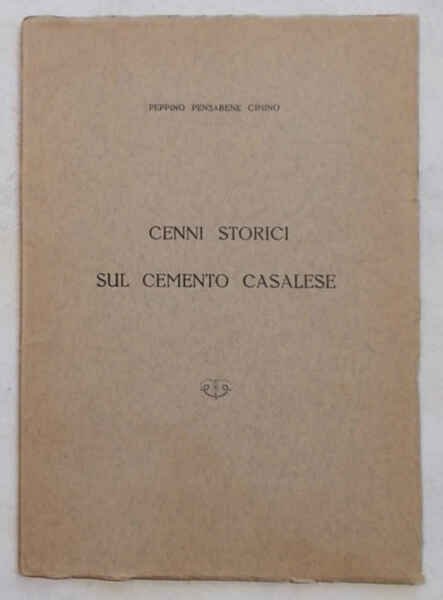 PEPPINO PENSABENE CIMINO
CENNI STORICI
SUL CEMENTO CASALESE